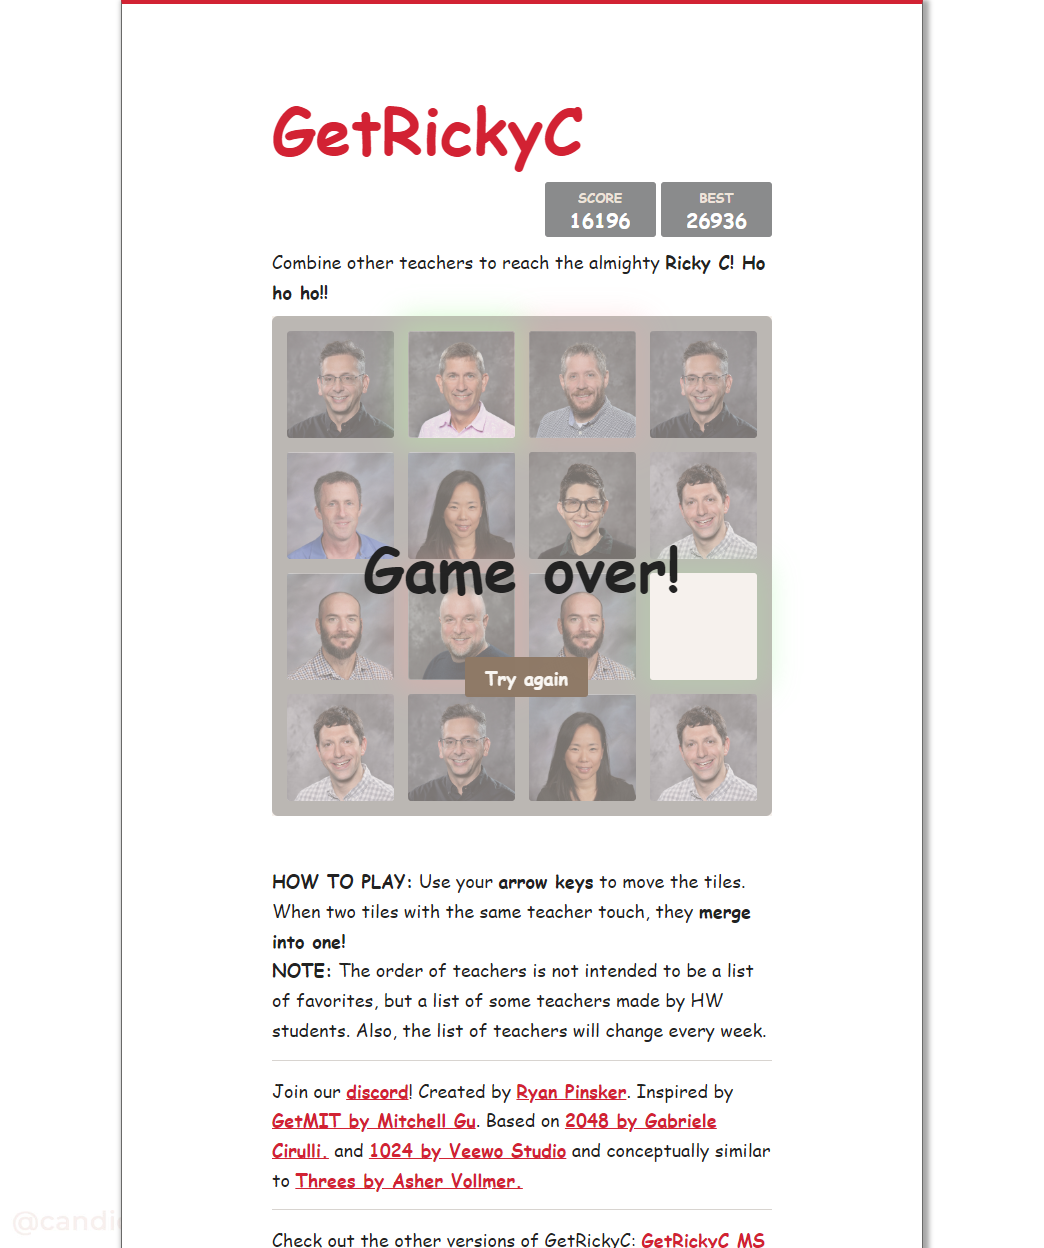 GetRickyC
SCORE
16196
BEST
26936
Combine other teachers to reach the almighty Ricky C! Ho
ho ho!!
Game over!
Try again
HOW TO PLAY: Use your arrow keys to move the tiles.
When two tiles with the same teacher touch, they merge
into one!
NOTE: The order of teachers is not intended to be a list
of favorites, but a list of some teachers made by HW
students. Also, the list of teachers will change every week.
Join our discord! Created by Ryan Pinsker. Inspired by
GetMIT by Mitchell Gu. Based on 2048 by Gabriele
Cirulli. and 1024 by Veewo Studio and conceptually similar
to Threes by Asher Vollmer.
Check out the other versions of GetRickyC: GetRickyC MS